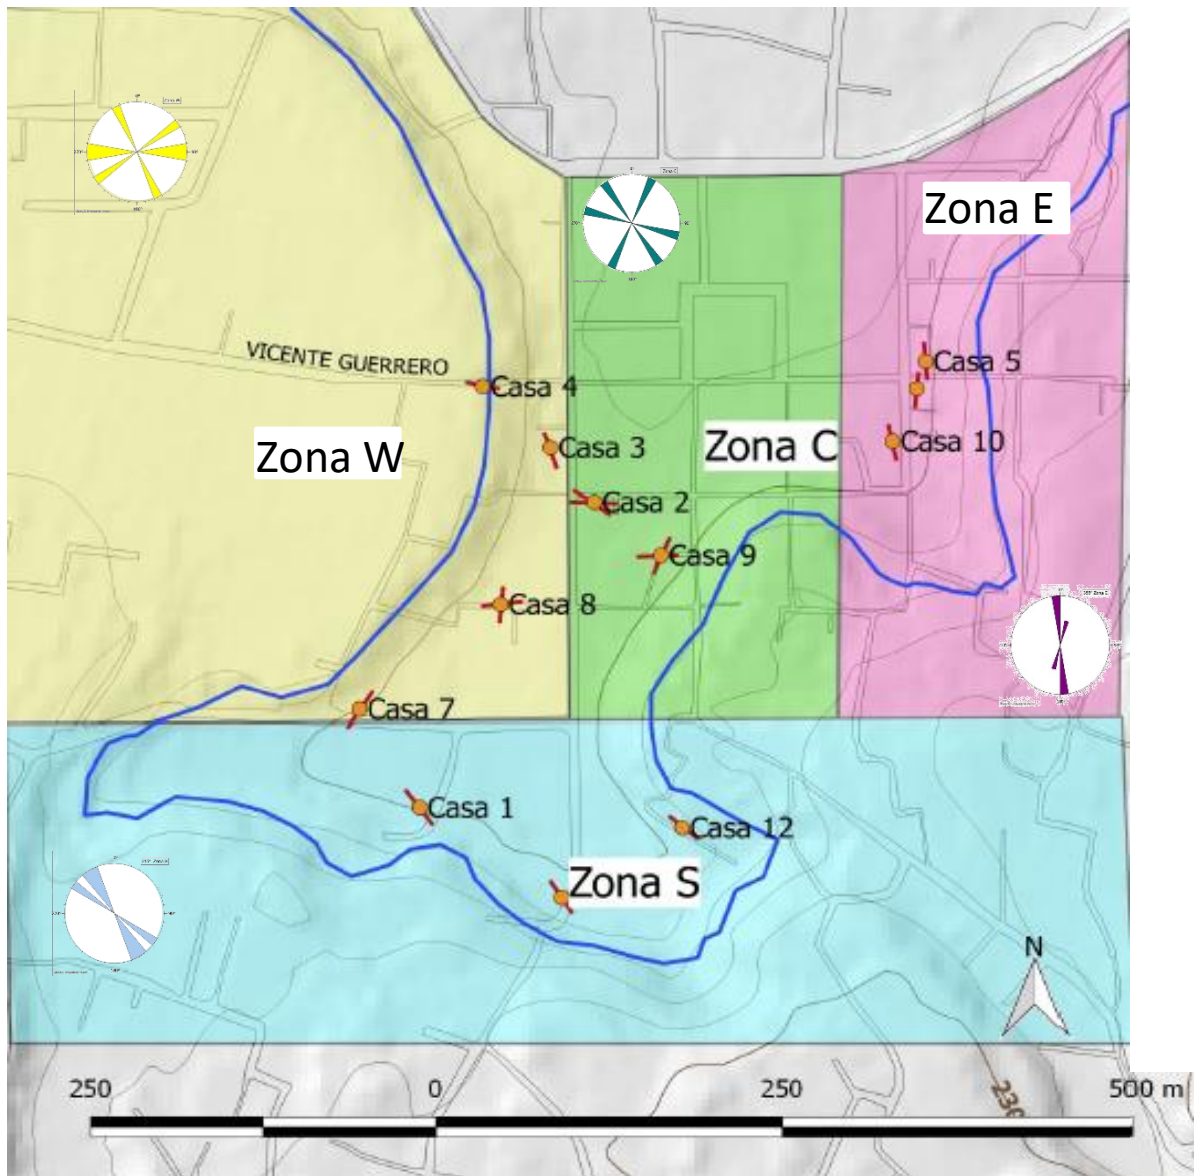 Zona E
VICENTE GUERRERO
Casa 5
Casa 4
Zona W
Casa 3
Zona C
Casa 10
Casa 2
Casa 9
Casa 8
Casa 7
Casa 1
Casa 12
Zona S
N
250 0 250 500 m
230